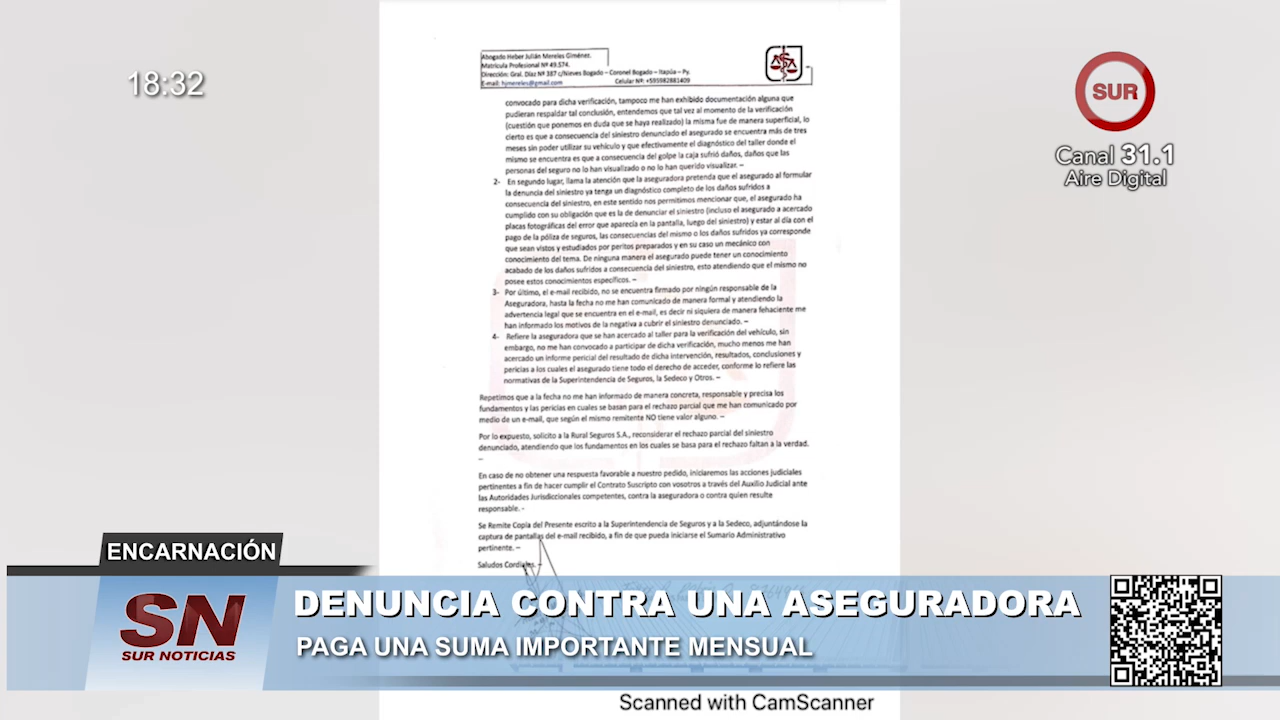 18:32
SUR
Canal 31.1
Aire Digital
Abogado Heber Julián Mereles Giménez.
Matrícula Profesional Nº 49.574.
Dirección: Gral. Díaz Nº 387 c/Nieves Bogado – Coronel Bogado – Itapúa – Py.
E-mail: hjmereles@gmail.com Celular Nº: +595982881409
convocado para dicha verificación, tampoco me han exhibido documentación alguna que
pudieran respaldar tal conclusión, entendemos que tal vez al momento de la verificación
(cuestión que ponemos en duda que se haya realizado) la misma fue de manera superficial, lo
cierto es que a consecuencia del siniestro denunciado el asegurado se encuentra más de tres
meses sin poder utilizar su vehículo y que efectivamente el diagnóstico del taller donde el
mismo se encuentra es que a consecuencia del golpe la caja sufrió daños, daños que las
personas del seguro no lo han visualizado o no lo han querido visualizar. –
2- En segundo lugar, llama la atención que la aseguradora pretenda que el asegurado al formular
la denuncia del siniestro ya tenga un diagnóstico completo de los daños sufridos a
consecuencia del siniestro, en este sentido nos permitimos mencionar que, el asegurado ha
cumplido con su obligación que es la de denunciar el siniestro (incluso el asegurado a acercado
placas fotográficas del error que aparecía en la pantalla, luego del siniestro) y estar al día con el
pago de la póliza de seguros, las consecuencias del mismo o los daños sufridos ya corresponde
que sean vistos y estudiados por peritos preparados y en su caso un mecánico con
conocimiento del tema. De ninguna manera el asegurado puede tener un conocimiento
acabado de los daños sufridos a consecuencia del siniestro, esto atendiendo que el mismo no
posee estos conocimientos específicos. –
3- Por último, el e-mail recibido, no se encuentra firmado por ningún responsable de la
Aseguradora, hasta la fecha no me han comunicado de manera formal y atendiendo la
advertencia legal que se encuentra en el e-mail, es decir ni siquiera de manera fehaciente me
han informado los motivos de la negativa a cubrir el siniestro denunciado. –
4- Refiere la aseguradora que se han acercado al taller para la verificación del vehículo, sin
embargo, no me han convocado a participar de dicha verificación, mucho menos me han
acercado un informe pericial del resultado de dicha intervención, resultados, conclusiones y
pericias a los cuales el asegurado tiene todo el derecho de acceder, conforme lo refiere las
normativas de la Superintendencia de Seguros, la Sedeco y Otros. –
Repetimos que a la fecha no me han informado de manera concreta, responsable y precisa los
fundamentos y las pericias en cuales se basan para el rechazo parcial que me han comunicado por
medio de un e-mail, que según el mismo remitente NO tiene valor alguno. –
Por lo expuesto, solicito a la Rural Seguros S.A., reconsiderar el rechazo parcial del siniestro
denunciado, atendiendo que los fundamentos en los cuales se basa para el rechazo faltan a la verdad.
–
En caso de no obtener una respuesta favorable a nuestro pedido, iniciaremos las acciones judiciales
pertinentes a fin de hacer cumplir el Contrato Suscripto con vosotros a través del Auxilio Judicial ante
las Autoridades Jurisdiccionales competentes, contra la aseguradora o contra quien resulte
responsable. -
Se Remite Copia del Presente escrito a la Superintendencia de Seguros y a la Sedeco, adjuntándose la
captura de pantallas del e-mail recibido, a fin de que pueda iniciarse el Sumario Administrativo
pertinente. –
Saludos Cordiales. –
ENCARNACIÓN
SN
SUR NOTICIAS
DENUNCIA CONTRA UNA ASEGURADORA
PAGA UNA SUMA IMPORTANTE MENSUAL
Scanned with CamScanner